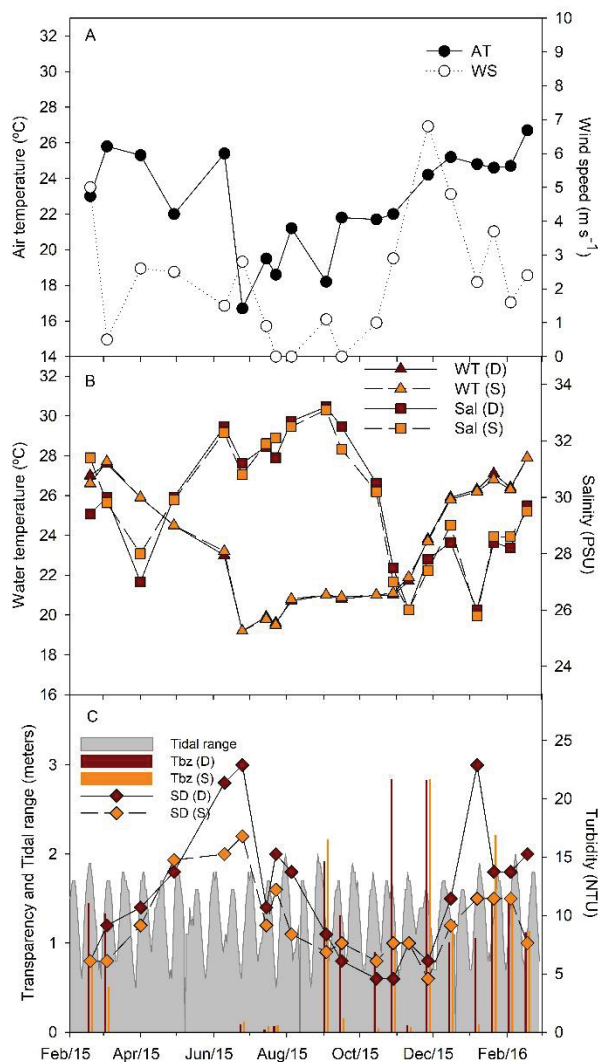 A
AT
WS
32
30
28
26
24
22
20
18
16
14
Air temperature (ºC)
10
9
8
7
6
5
4
3
2
1
0
Wind speed (m s⁻¹)
B
WT (D)
WT (S)
Sal (D)
Sal (S)
32
30
28
26
24
22
20
18
16
Water temperature (ºC)
34
32
30
28
26
24
Salinity (PSU)
C
Tidal range
Tbz (D)
Tbz (S)
SD (D)
SD (S)
3
2
1
0
Transparency and Tidal range (meters)
25
20
15
10
5
0
Turbidity (NTU)
Feb/15 Apr/15 Jun/15 Aug/15 Oct/15 Dec/15 Feb/16